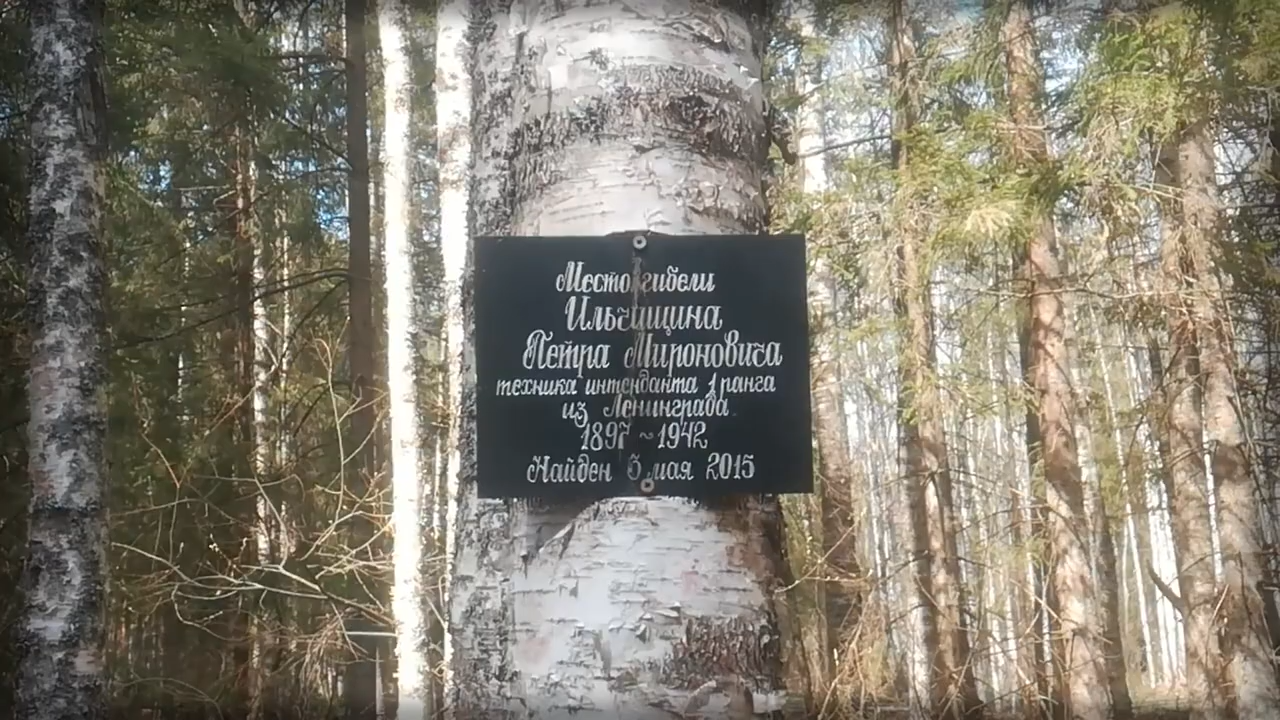 Место гибели
Ильчищина
Петра Мироновича
техника интенданта 1 ранга
из Ленинграда
1897 ~ 1942
Найден 5 мая 2015